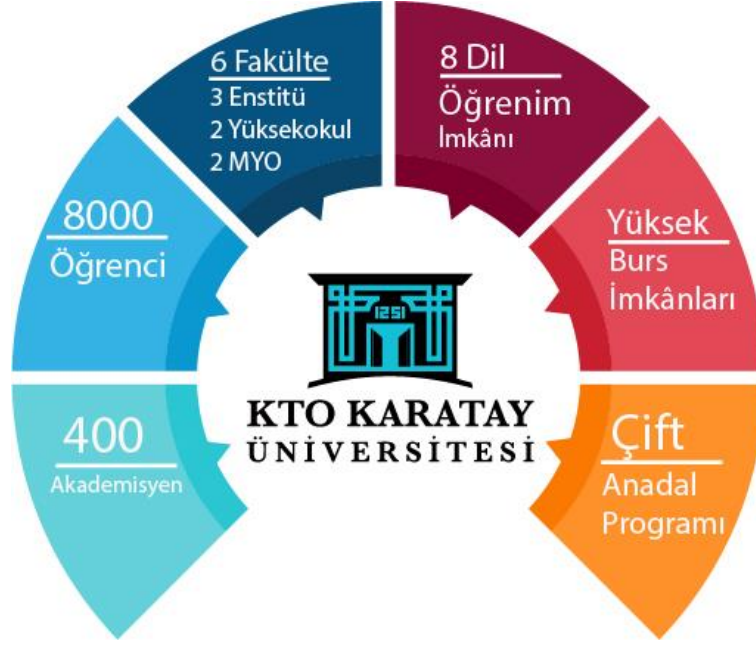 6 Fakülte
3 Enstitü
2 Yüksekokul
2 MYO
8 Dil
Öğrenim
İmkânı
8000
Öğrenci
Yüksek
Burs
İmkânları
1251
KTO KARATAY
ÜNİVERSİTESİ
400
Akademisyen
Çift
Anadal
Programı